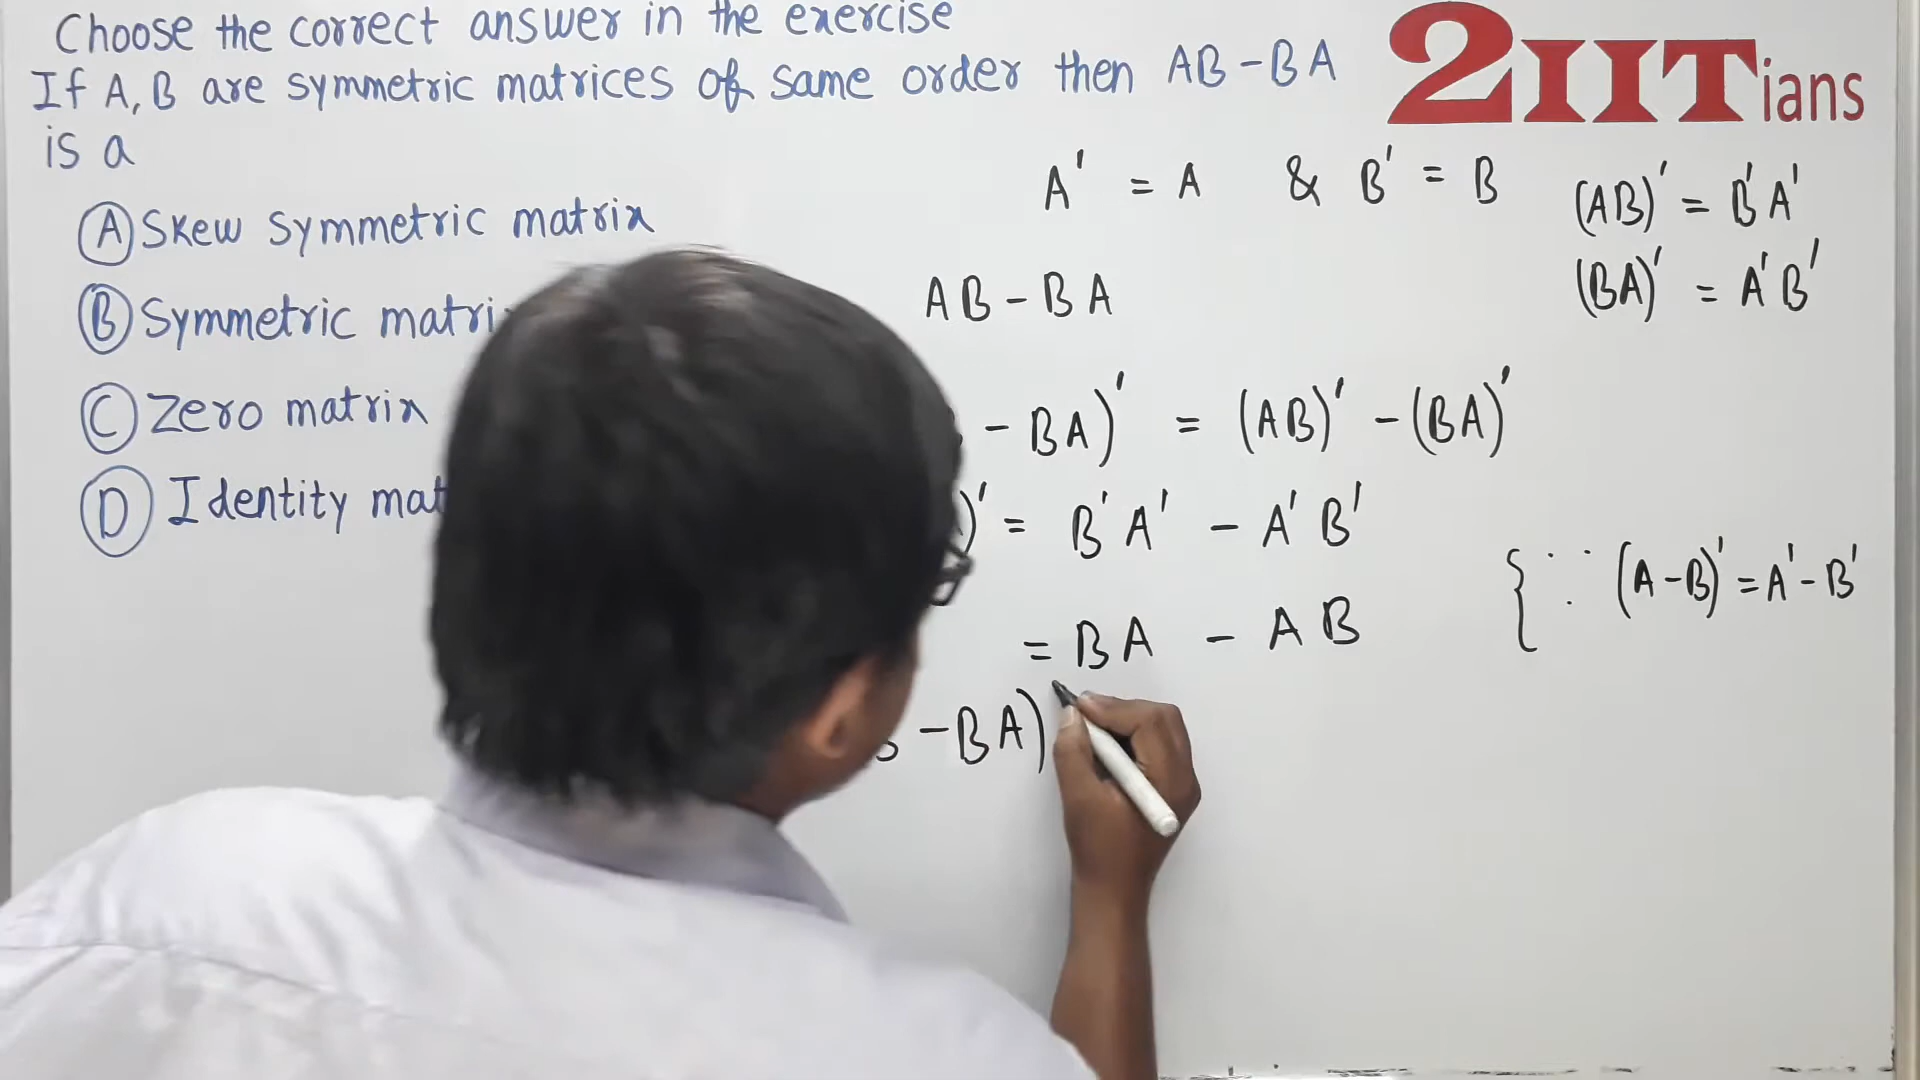 Choose the correct answer in the exercise
If A, B are symmetric matrices of same order then AB - BA
is a
2IITians
A' = A & B' = B
(AB)' = B'A'
(BA)' = A'B'
(A) Skew symmetric matrix
(B) Symmetric matri
(C) Zero matrix
(D) Identity mat
AB - BA
- BA)' = (AB)' - (BA)'
)' = B'A' - A'B'
= BA - AB
- BA)
{ ∵ (A-B)' = A' - B'